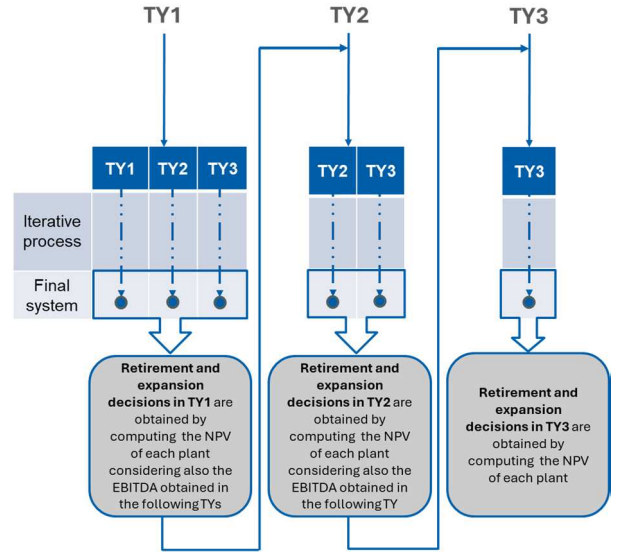 TY1
TY2
TY3
TY1 TY2 TY3
TY2 TY3
TY3
Iterative
process
Final
system
Retirement and
expansion
decisions in TY1 are
obtained by
computing the NPV
of each plant
considering also the
EBITDA obtained in
the following TYs
Retirement and
expansion
decisions in TY2 are
obtained by
computing the NPV
of each plant
considering also the
EBITDA obtained in
the following TY
Retirement and
expansion
decisions in TY3 are
obtained by
computing the NPV
of each plant